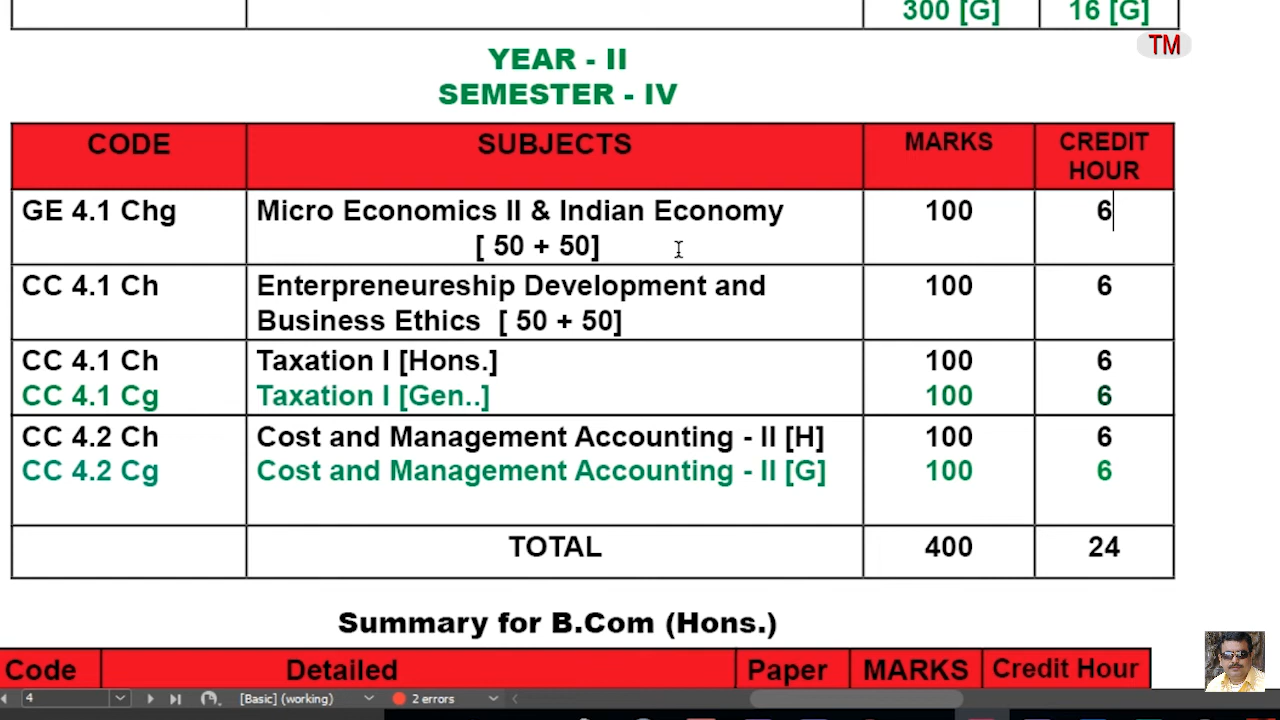 300 [G] 16 [G]
TM
YEAR - II
SEMESTER - IV
CODE SUBJECTS MARKS CREDIT
HOUR
GE 4.1 Chg Micro Economics II & Indian Economy 100 6
[ 50 + 50]
CC 4.1 Ch Enterpreneureship Development and 100 6
Business Ethics [ 50 + 50]
CC 4.1 Ch Taxation I [Hons.] 100 6
CC 4.1 Cg Taxation I [Gen..] 100 6
CC 4.2 Ch Cost and Management Accounting - II [H] 100 6
CC 4.2 Cg Cost and Management Accounting - II [G] 100 6
TOTAL 400 24
Summary for B.Com (Hons.)
Code Detailed Paper MARKS Credit Hour
4 [Basic] (working) 2 errors